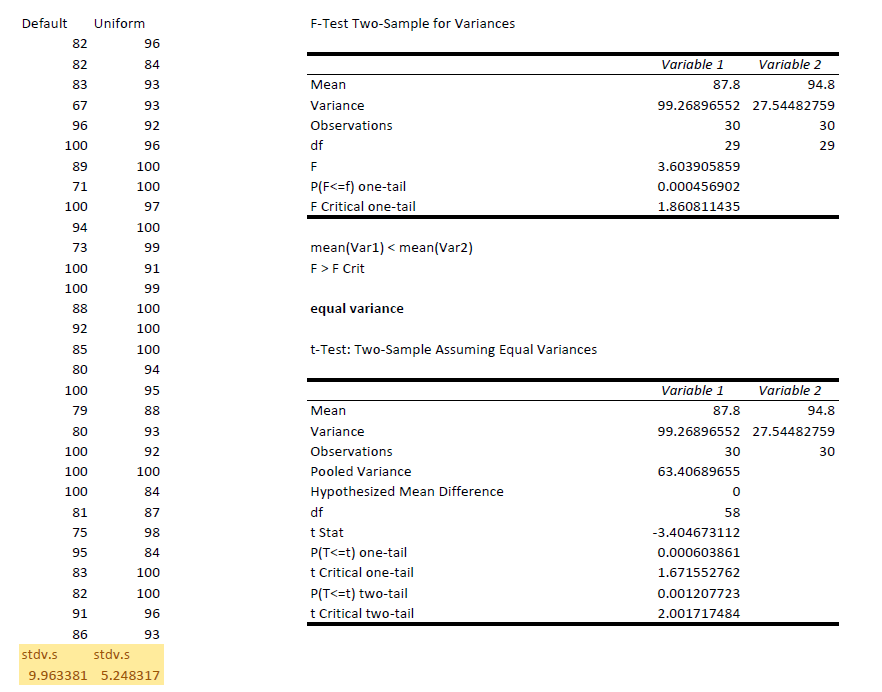 Default Uniform
82 96
82 84
83 93
67 93
96 92
100 96
89 100
71 100
100 97
94 100
73 99
100 91
100 99
88 100
92 100
85 100
80 94
100 95
79 88
80 93
100 92
100 100
100 84
81 87
75 98
95 84
83 100
82 100
91 96
86 93
stdv.s stdv.s
9.963381 5.248317
F-Test Two-Sample for Variances
Variable 1 Variable 2
Mean 87.8 94.8
Variance 99.26896552 27.54482759
Observations 30 30
df 29 29
F 3.603905859
P(F<=f) one-tail 0.000456902
F Critical one-tail 1.860811435
mean(Var1) < mean(Var2)
F > F Crit
equal variance
t-Test: Two-Sample Assuming Equal Variances
Variable 1 Variable 2
Mean 87.8 94.8
Variance 99.26896552 27.54482759
Observations 30 30
Pooled Variance 63.40689655
Hypothesized Mean Difference 0
df 58
t Stat -3.404673112
P(T<=t) one-tail 0.000603861
t Critical one-tail 1.671552762
P(T<=t) two-tail 0.001207723
t Critical two-tail 2.001717484